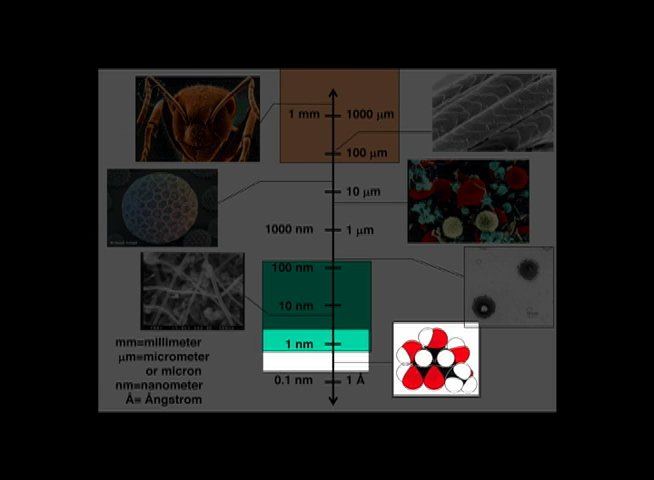 1 mm 1000 µm
100 µm
10 µm
1000 nm 1 µm
100 nm
10 nm
1 nm
0.1 nm 1 Å
mm=millimeter
µm=micrometer
or micron
nm=nanometer
Å= Ångstrom